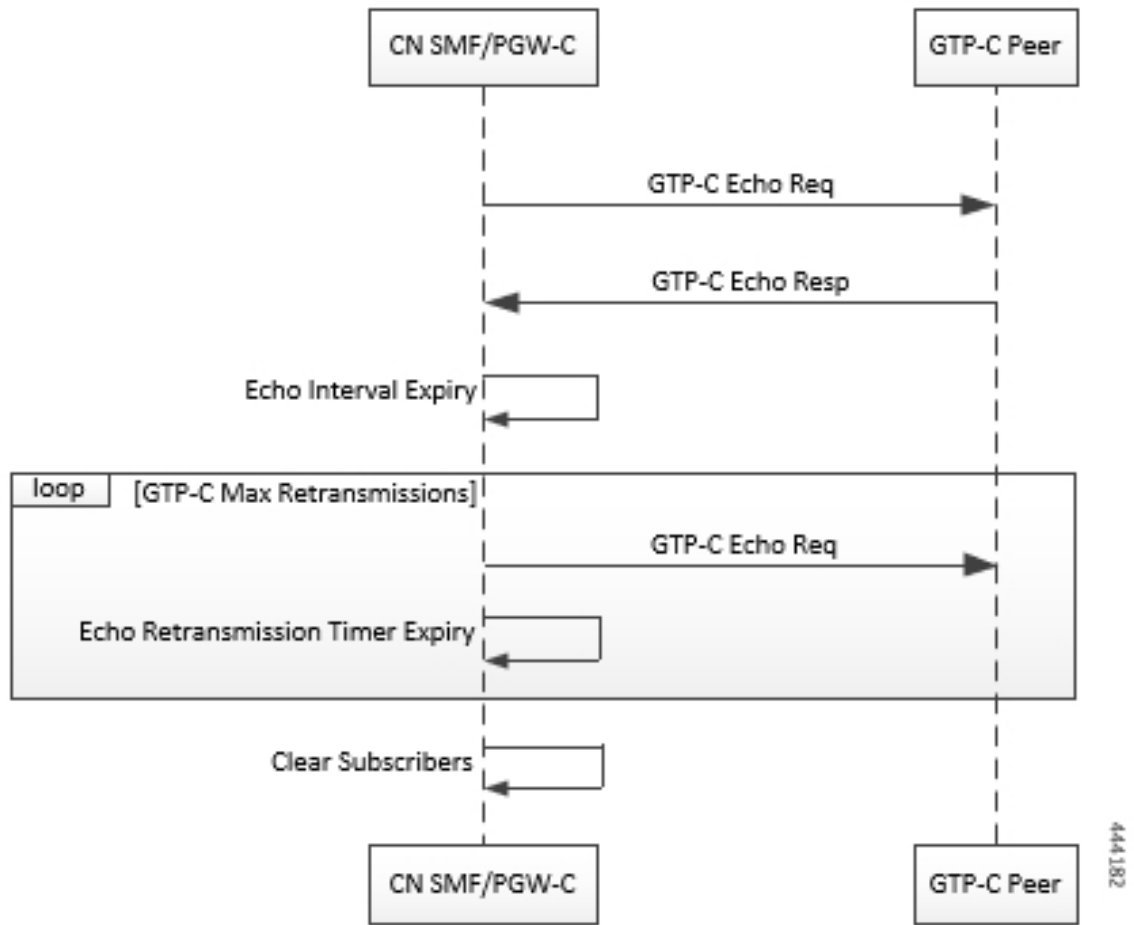 CN SMF/PGW-C
GTP-C Peer
GTP-C Echo Req
GTP-C Echo Resp
Echo Interval Expiry
loop
[GTP-C Max Retransmissions]
GTP-C Echo Req
Echo Retransmission Timer Expiry
Clear Subscribers
CN SMF/PGW-C
GTP-C Peer
444182